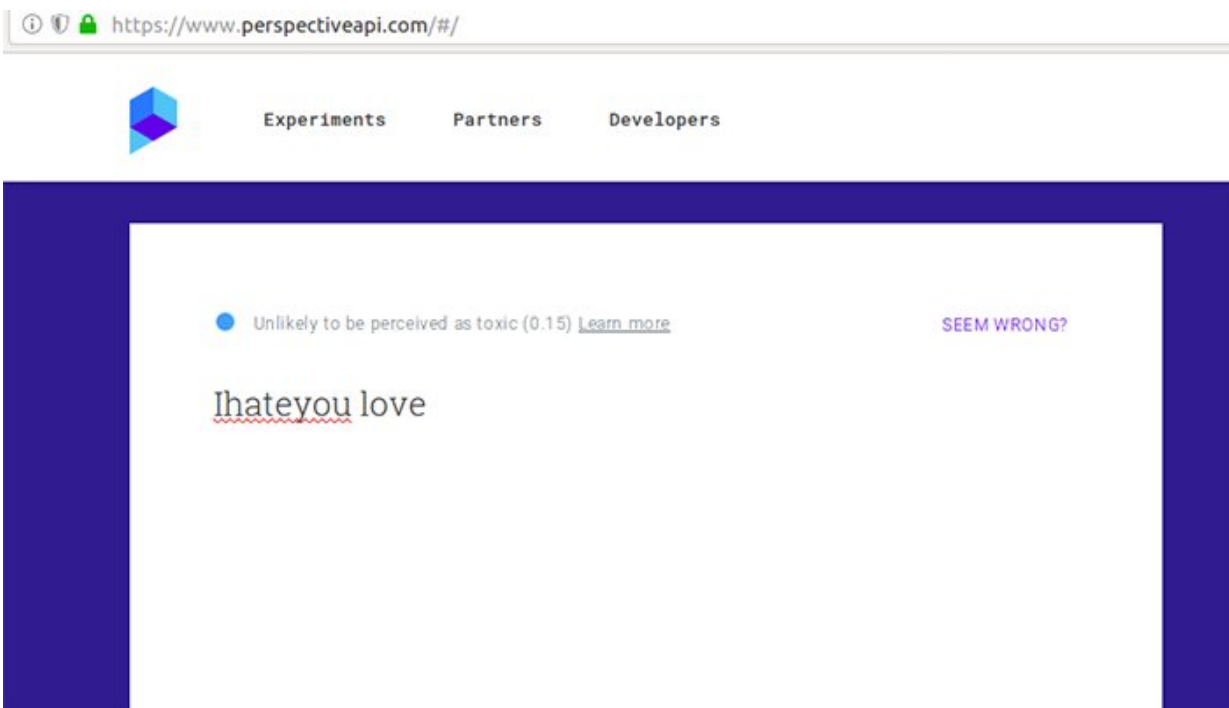 https://www.perspectiveapi.com/#/
Experiments Partners Developers
Unlikely to be perceived as toxic (0.15) Learn more SEEM WRONG?
Ihateyou love